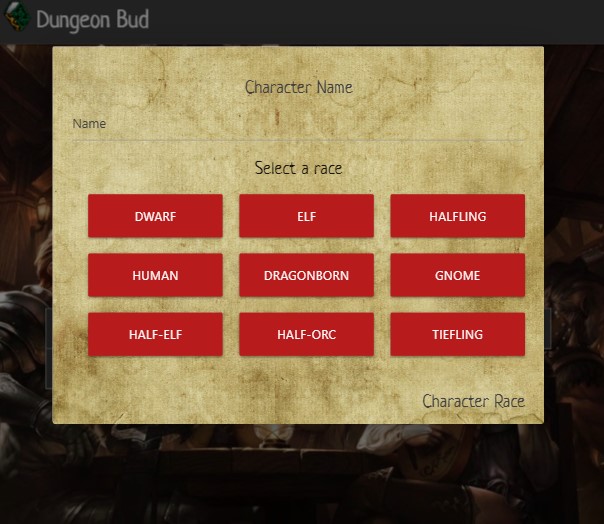 Dungeon Bud
Character Name
Name
Select a race
DWARF ELF HALFLING
HUMAN DRAGONBORN GNOME
HALF-ELF HALF-ORC TIEFLING
Character Race